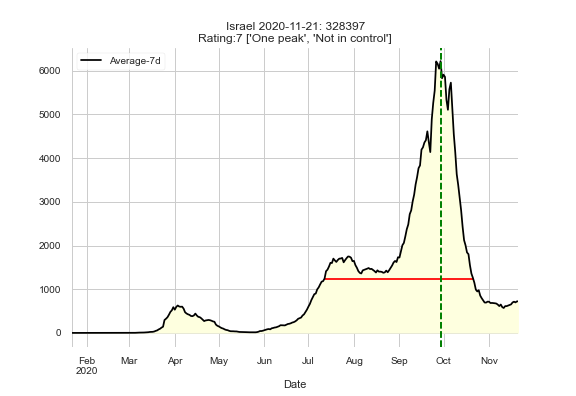 Israel 2020-11-21: 328397
Rating:7 ['One peak', 'Not in control']
Average-7d
6000
5000
4000
3000
2000
1000
0
Feb Mar Apr May Jun Jul Aug Sep Oct Nov
2020
Date